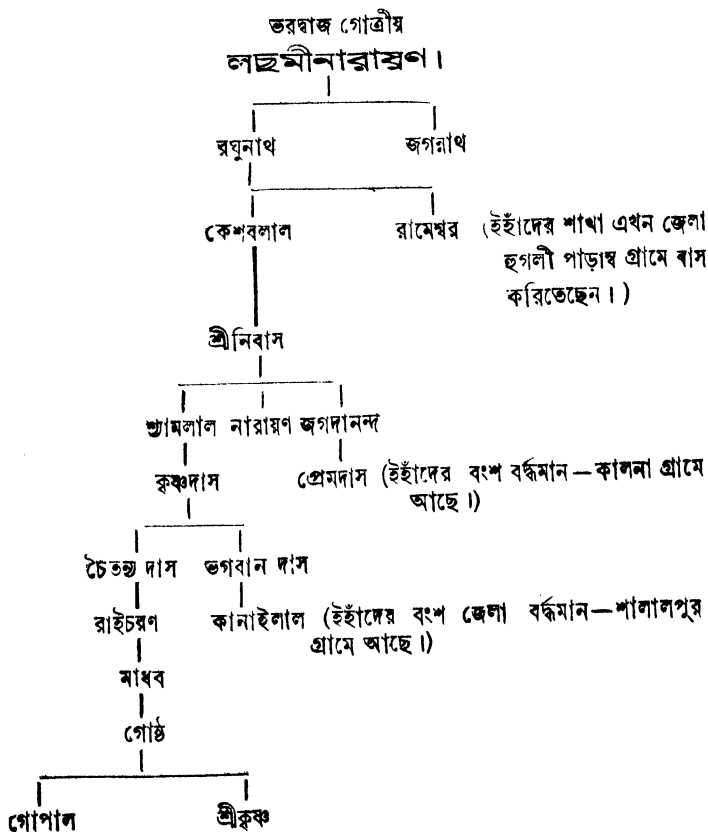 ভরদ্বাজ গোত্রীয়
লছমীনারায়ণ।
রঘুনাথ জগন্নাথ
কেশবলাল রামেশ্বর (ইহাঁদের শাখা এখন জেলা
হুগলী পাড়াম্ব গ্রামে বাস
করিতেছেন।)
শ্রীনিবাস
শ্যামলাল নারায়ণ জগদানন্দ
কৃষ্ণদাস প্রেমদাস (ইহাঁদের বংশ বর্দ্ধমান—কালনা গ্রামে
আছে।)
চৈতন্য দাস ভগবান দাস
রাইচরণ কানাইলাল (ইহাঁদের বংশ জেলা বর্দ্ধমান—শালালপুর
গ্রামে আছে।)
মাধব
গোষ্ঠ
গোপাল শ্রীকৃষ্ণ